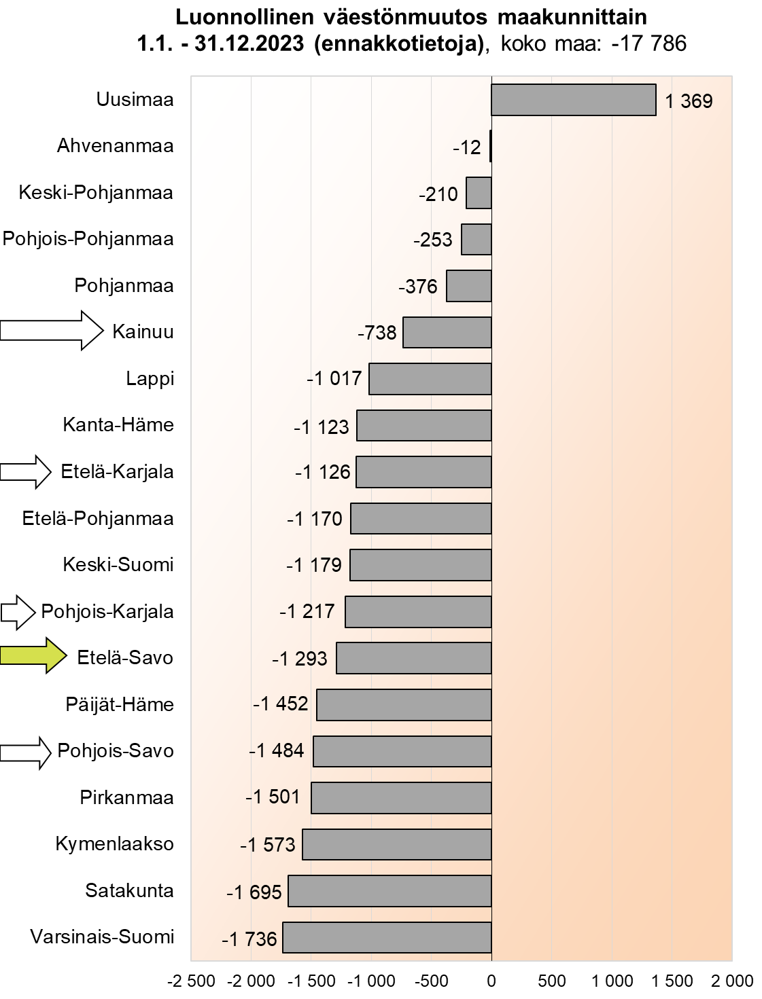 Luonnollinen väestönmuutos maakunnittain
1.1. - 31.12.2023 (ennakkotietoja), koko maa: -17 786
Uusimaa 1 369
Ahvenanmaa -12
Keski-Pohjanmaa -210
Pohjois-Pohjanmaa -253
Pohjanmaa -376
Kainuu -738
Lappi -1 017
Kanta-Häme -1 123
Etelä-Karjala -1 126
Etelä-Pohjanmaa -1 170
Keski-Suomi -1 179
Pohjois-Karjala -1 217
Etelä-Savo -1 293
Päijät-Häme -1 452
Pohjois-Savo -1 484
Pirkanmaa -1 501
Kymenlaakso -1 573
Satakunta -1 695
Varsinais-Suomi -1 736
-2 500 -2 000 -1 500 -1 000 -500 0 500 1 000 1 500 2 000